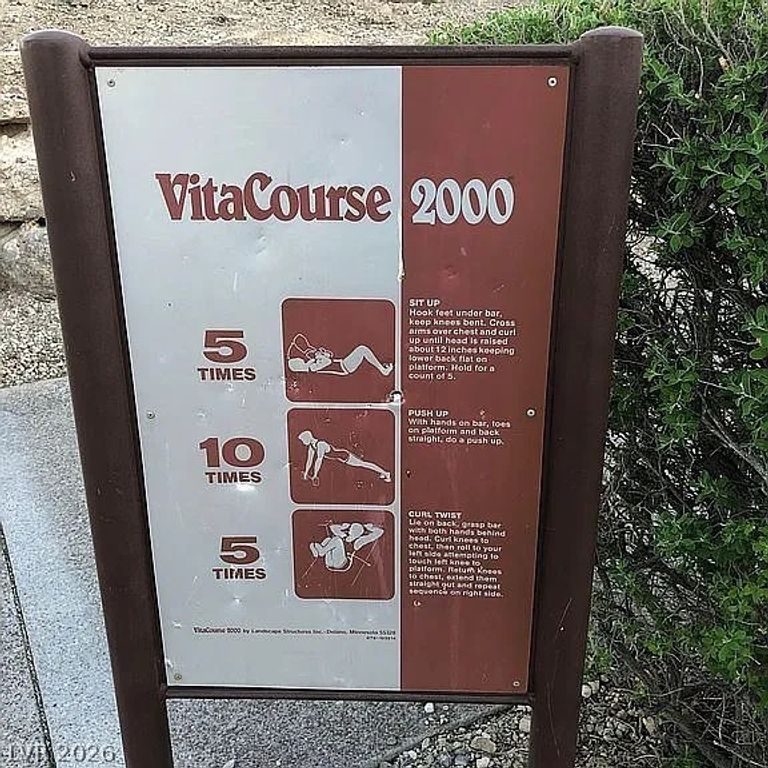 VitaCourse 2000
5
TIMES
SIT UP
Hook feet under bar,
keep knees bent. Cross
arms over chest and curl
up until head is raised
about 12 inches keeping
lower back flat on
platform. Hold for a
count of 5.
10
TIMES
PUSH UP
With hands on bar, toes
on platform and back
straight, do a push up.
5
TIMES
CURL TWIST
Lie on back, grasp bar
with both hands behind
head. Curl knees to
chest, then roll to your
left side attempting to
touch left knee to
platform. Return knees
to chest, extend them
straight out and repeat
sequence on right side.
VitaCourse 2000 by Landscape Structures Inc.-Delano, Minnesota 55328
2026